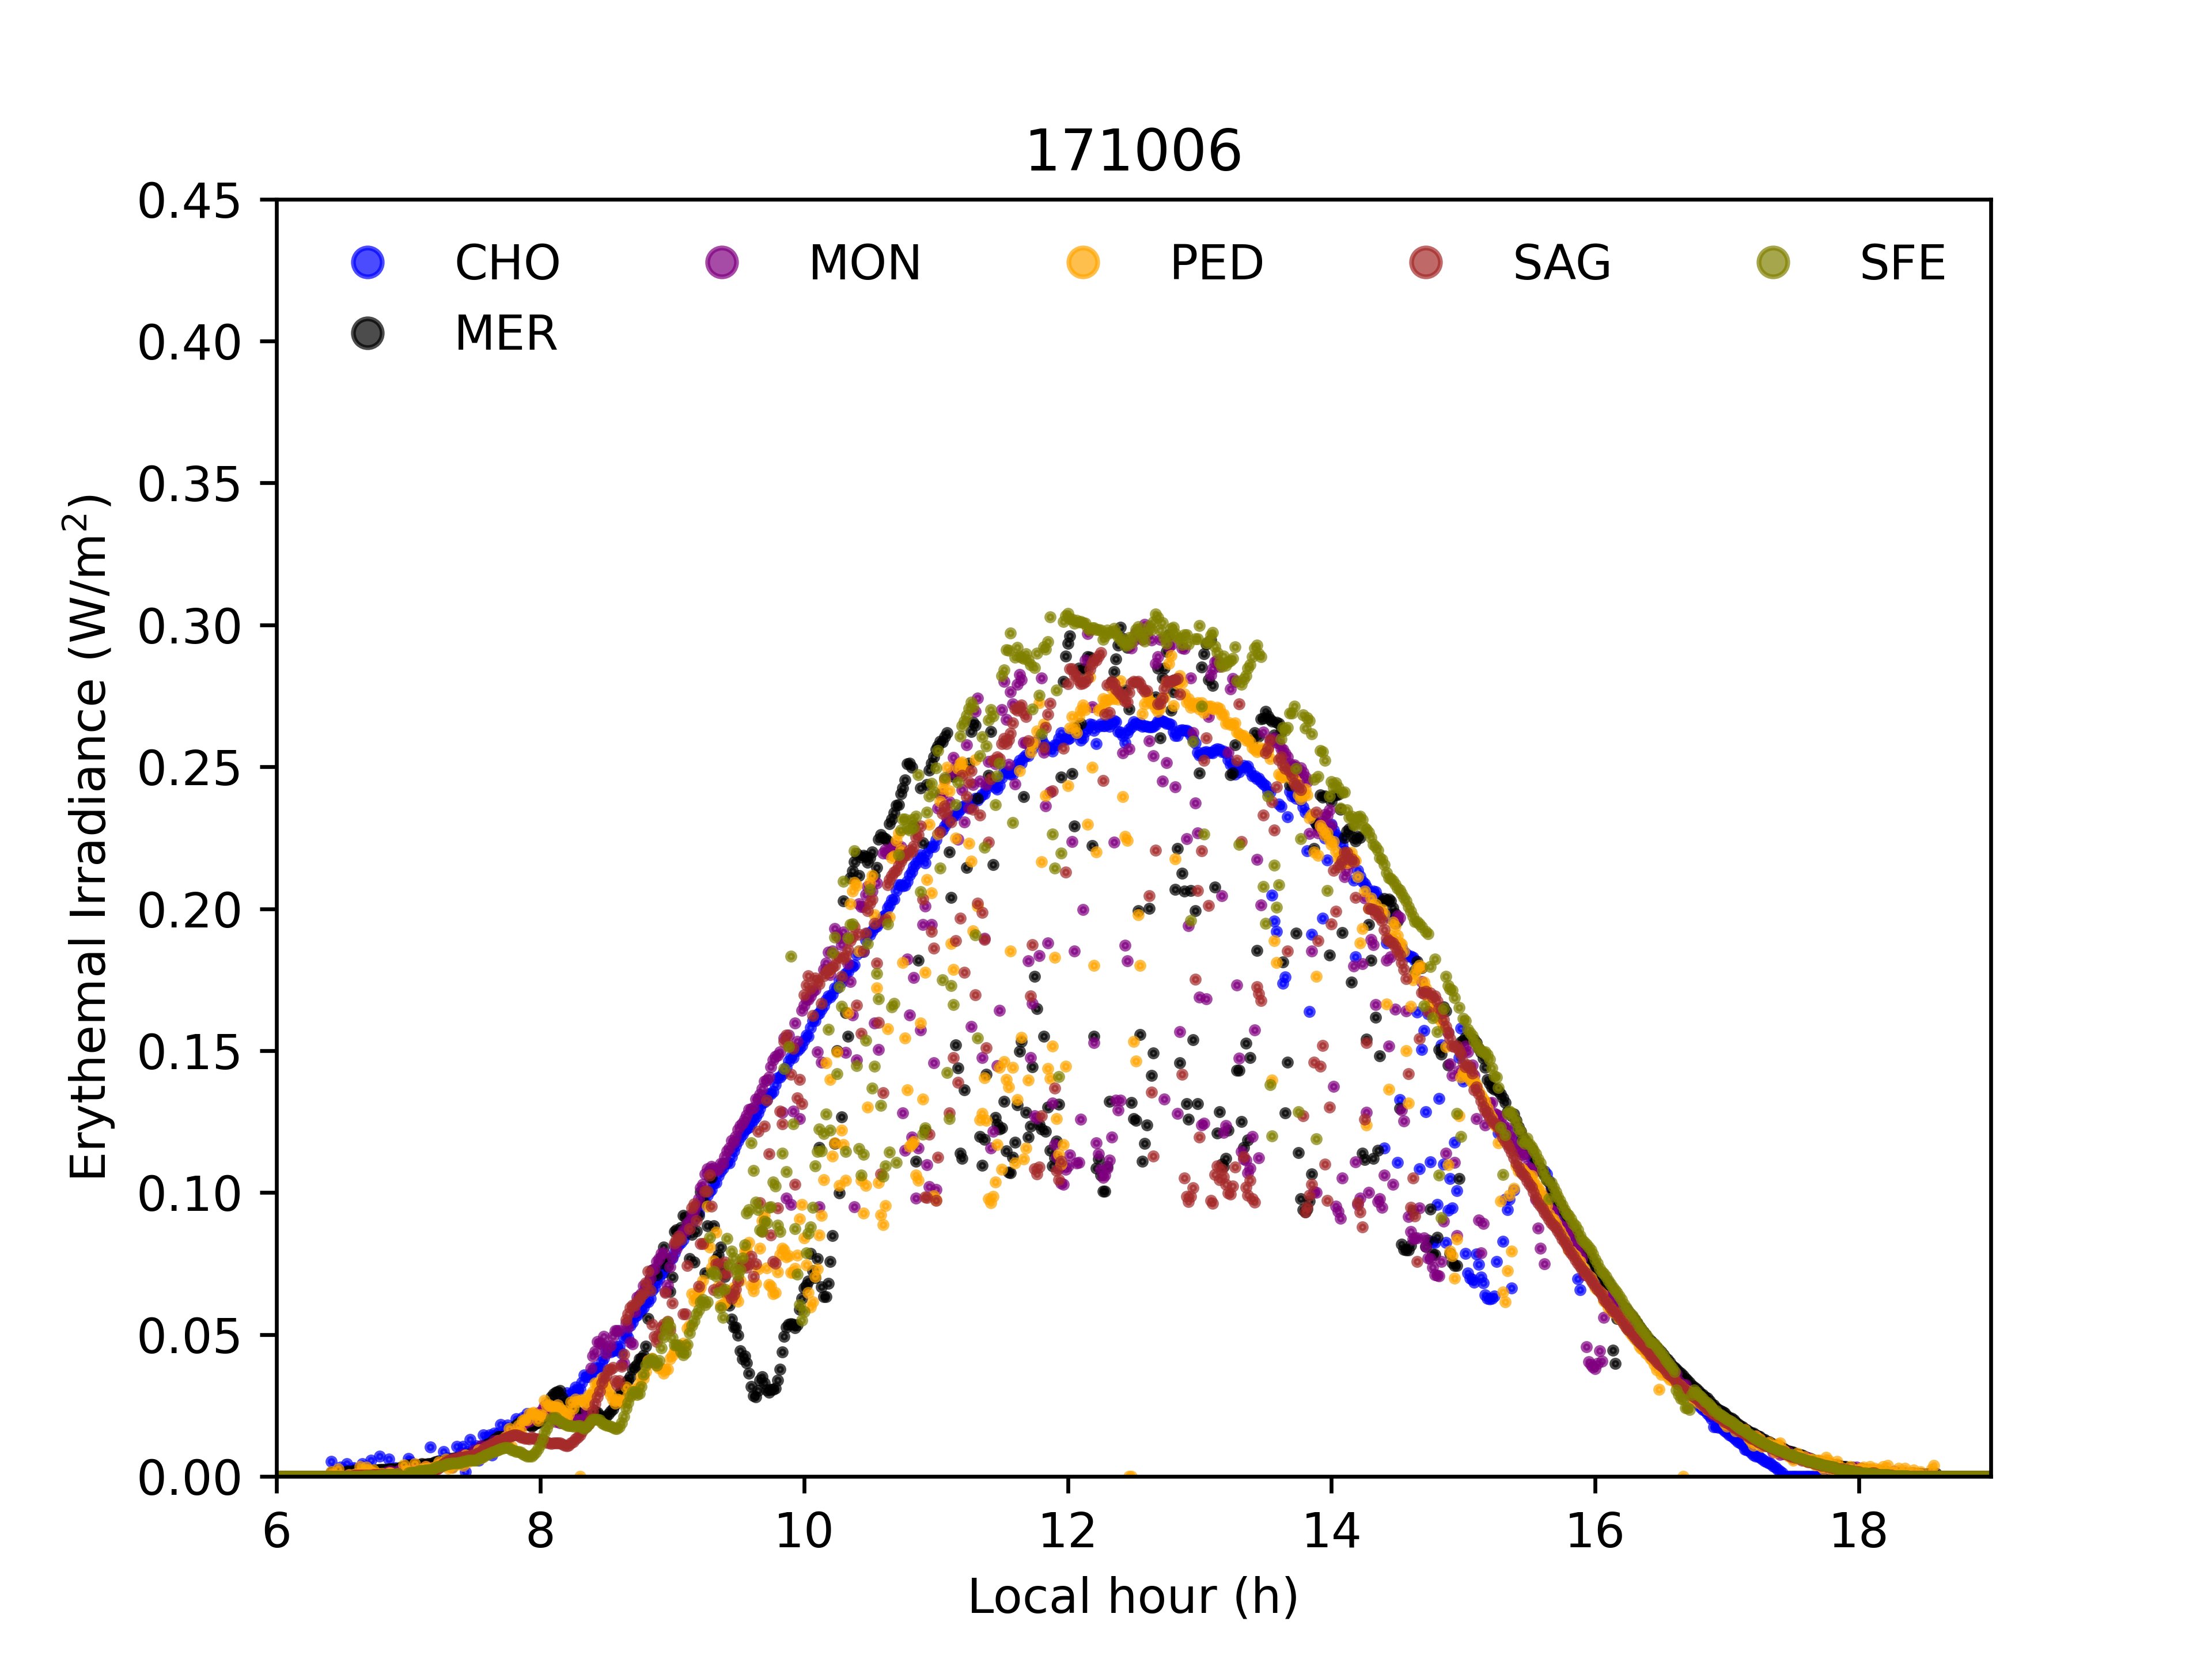 171006
0.45
CHO MON PED SAG SFE
MER
0.40
0.35
0.30
0.25
0.20
0.15
0.10
0.05
0.00
Erythemal Irradiance (W/m²)
6 8 10 12 14 16 18
Local hour (h)